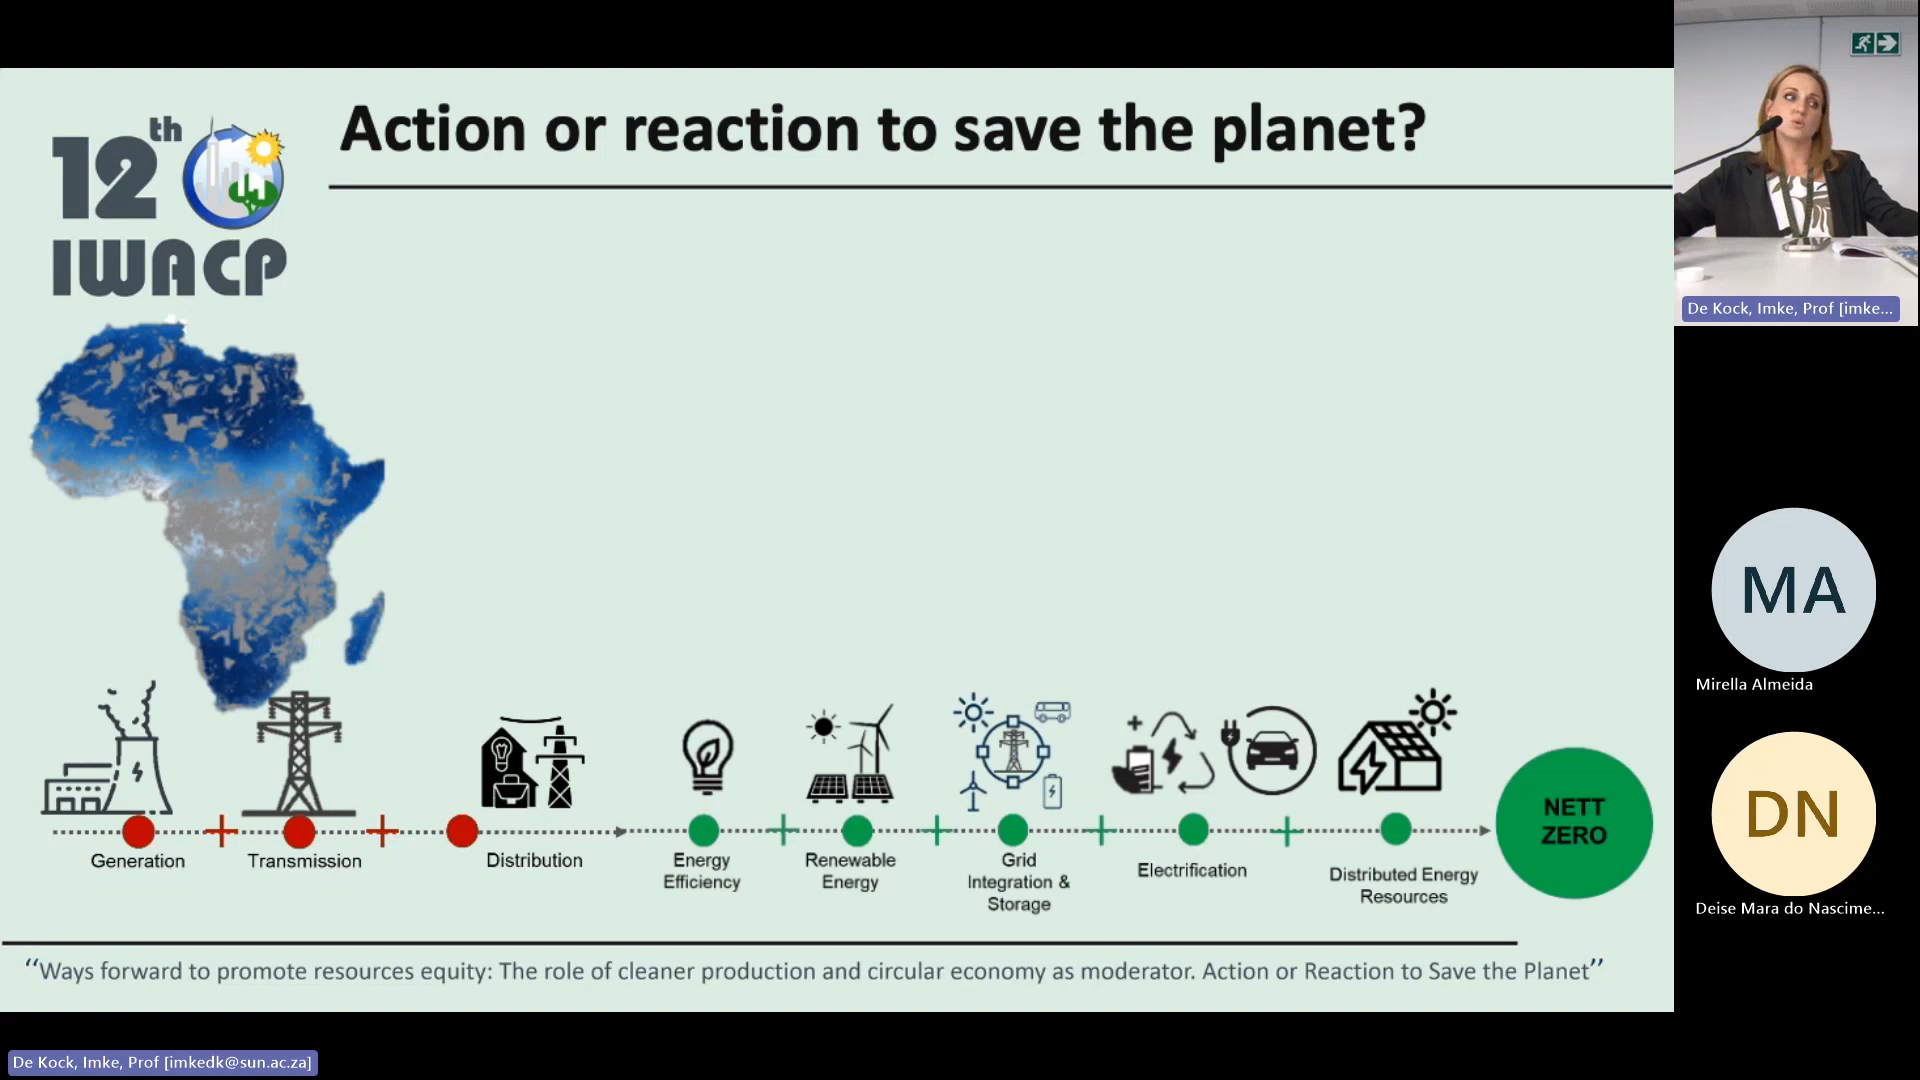 12th
IWACP
Action or reaction to save the planet?
Generation
Transmission
Distribution
Energy
Efficiency
Renewable
Energy
Grid
Integration &
Storage
Electrification
Distributed Energy
Resources
NETT
ZERO
“Ways forward to promote resources equity: The role of cleaner production and circular economy as moderator. Action or Reaction to Save the Planet”
De Kock, Imke, Prof [imke...
MA
Mirella Almeida
DN
Deise Mara do Nascime...
De Kock, Imke, Prof [imkedk@sun.ac.za]